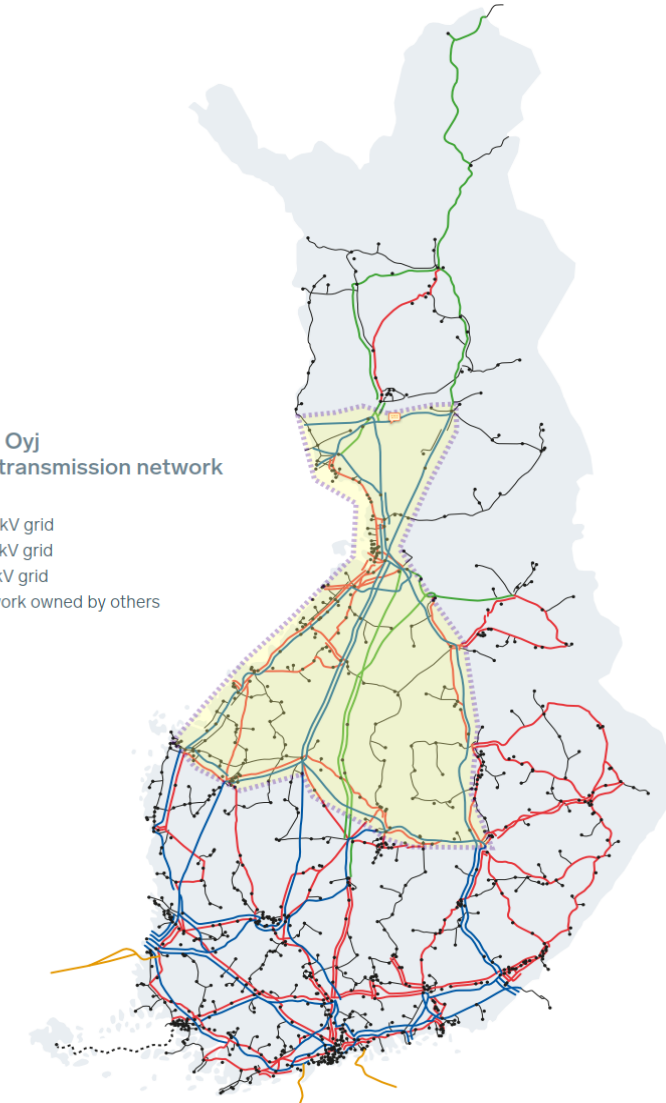 Oyj
transmission network
kV grid
kV grid
kV grid
work owned by others